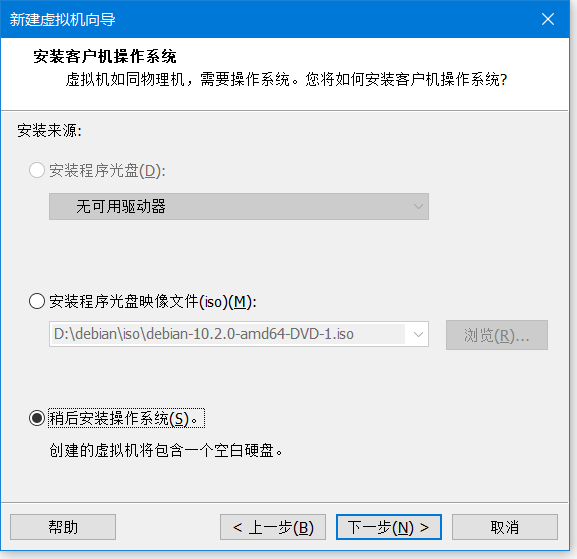 新建虚拟机向导
安装客户机操作系统
虚拟机如同物理机，需要操作系统。您将如何安装客户机操作系统?
安装来源:
安装程序光盘(D):
无可用驱动器
安装程序光盘映像文件(iso)(M):
D:\debian\iso\debian-10.2.0-amd64-DVD-1.iso
浏览(R)...
稍后安装操作系统(S)。
创建的虚拟机将包含一个空白硬盘。
帮助
< 上一步(B)
下一步(N) >
取消